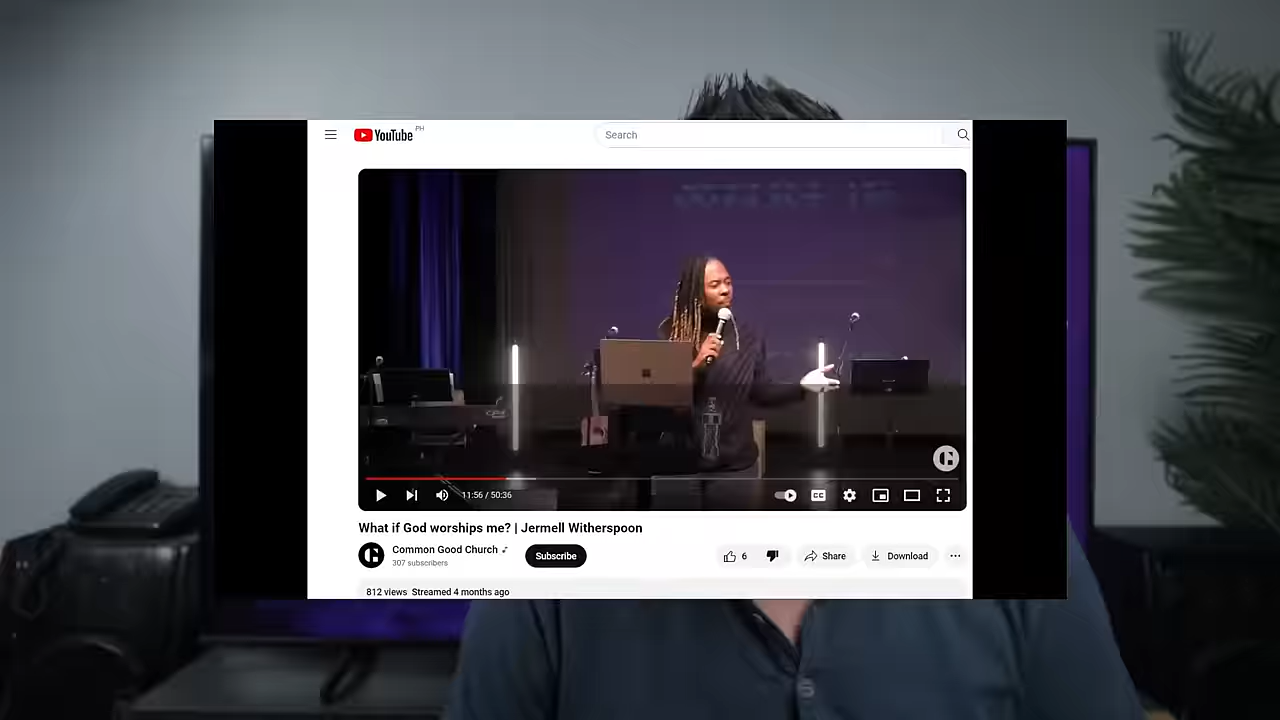 YouTube PH
Search
11:56 / 50:36
CC
What if God worships me? | Jermell Witherspoon
Common Good Church
307 subscribers
Subscribe
6
Share
Download
812 views Streamed 4 months ago